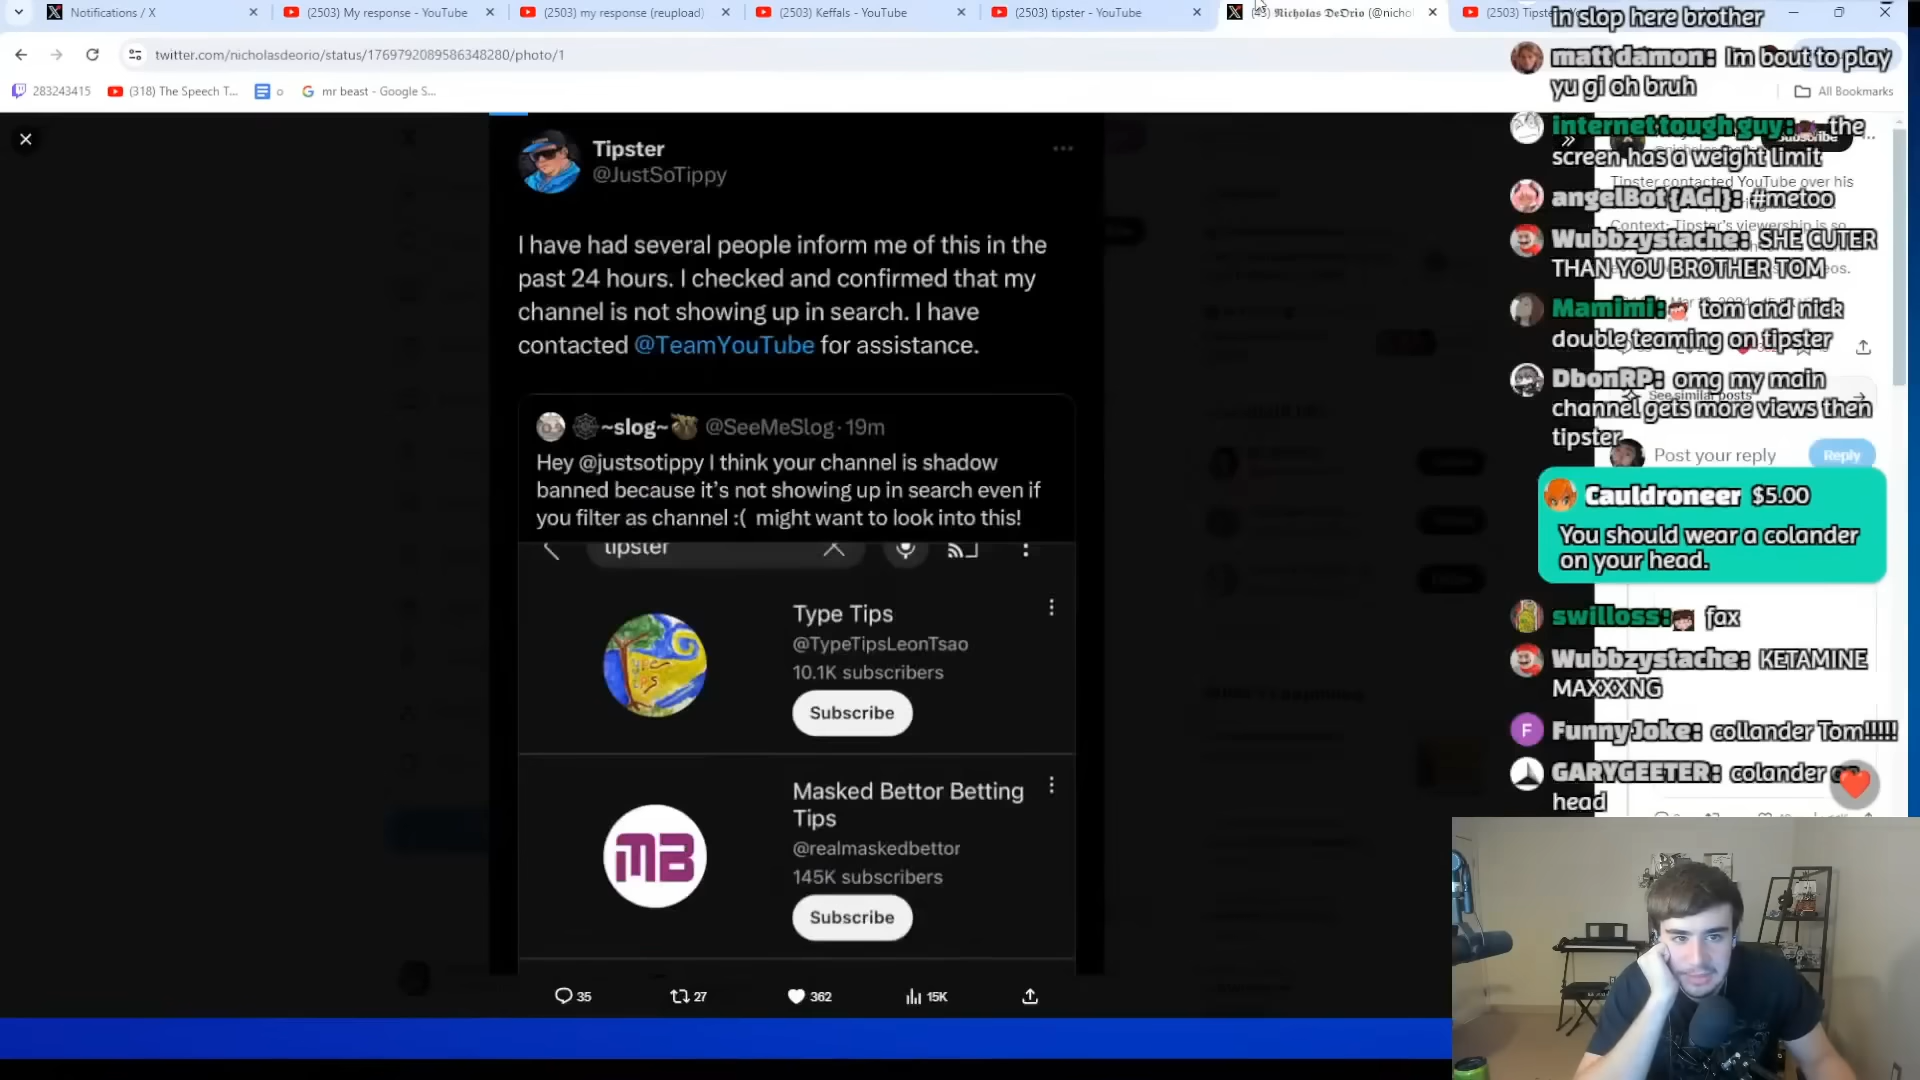 Notifications / X
(2503) My response - YouTube
(2503) my response (reupload)
(2503) Keffals - YouTube
(2503) tipster - YouTube
𝕹𝖎𝖈𝖍𝖔𝖑𝖆𝖘 𝕯𝖊𝕺𝖗𝖎𝖔 (@nichol
(2503) Tipste
twitter.com/nicholasdeorio/status/1769792089586348280/photo/1
283243415
(318) The Speech T...
o
mr beast - Google S...
All Bookmarks
Tipster
@JustSoTippy
I have had several people inform me of this in the
past 24 hours. I checked and confirmed that my
channel is not showing up in search. I have
contacted @TeamYouTube for assistance.
~slog~ @SeeMeSlog · 19m
Hey @justsotippy I think your channel is shadow
banned because it's not showing up in search even if
you filter as channel :( might want to look into this!
tipster
Type Tips
@TypeTipsLeonTsao
10.1K subscribers
Subscribe
Masked Bettor Betting
Tips
@realmaskedbettor
145K subscribers
Subscribe
35
27
362
15K
in slop here brother
matt damon: Im bout to play
yu gi oh bruh
internet tough guy: the
screen has a weight limit
Subscribe
Tipster contacted YouTube over his
angelBot {AGI}: #metoo
Context: Tipster's viewership is so
Wubbzystache: SHE CUTER
THAN YOU BROTHER TOM
Mamimi: tom and nick
double teaming on tipster
DbonRP: omg my main
See similar posts
channel gets more views then
tipster
Post your reply
Reply
Cauldroneer $5.00
You should wear a colander
on your head.
swilloss: fax
Wubbzystache: KETAMINE
MAXXXNG
F
FunnyJoke: collander Tom!!!!!
GARYGEETER: colander on
head
MB